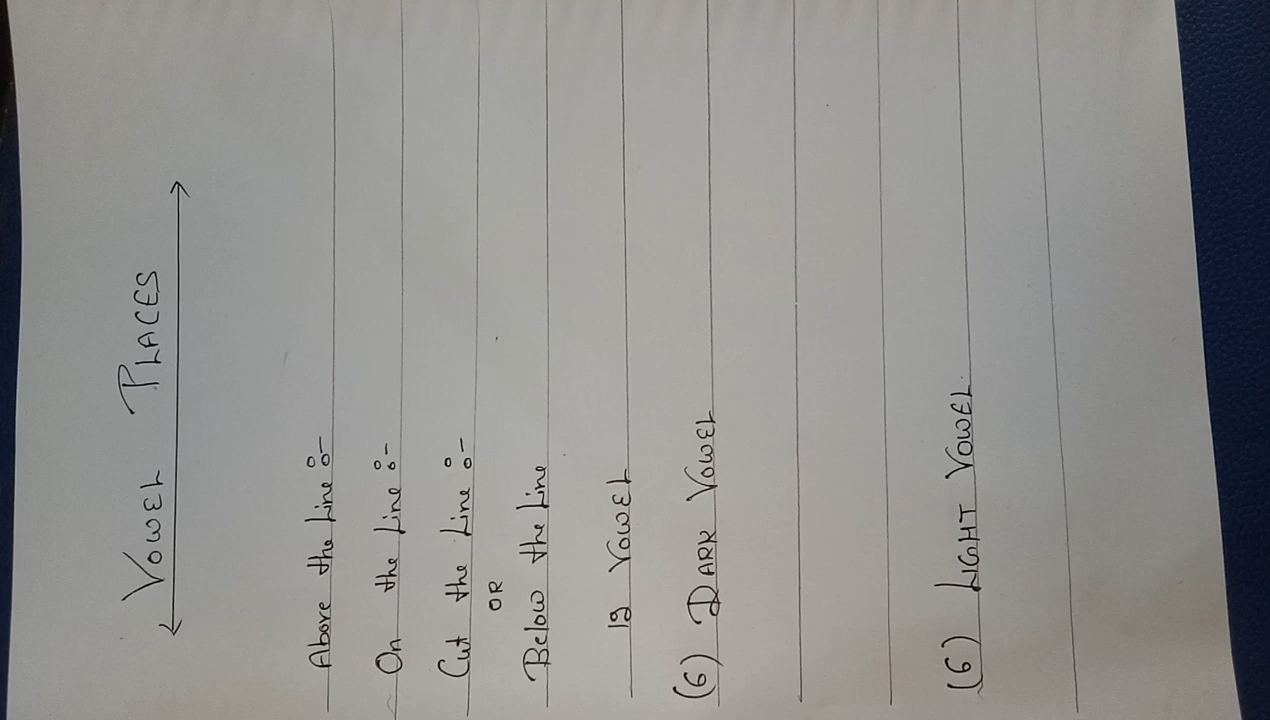 VOWEL PLACES
Above the Line :-
On the Line :-
Cut the Line :-
OR
Below the Line
12 VOWEL
(6) DARK VOWEL
(6) LIGHT VOWEL.